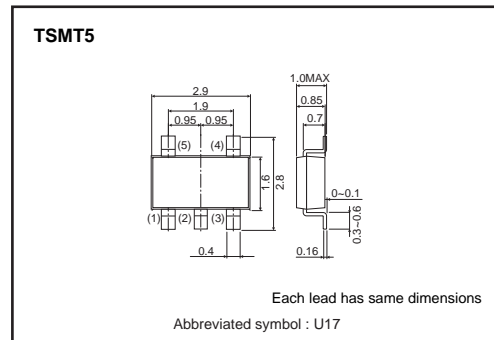 TSMT5
1.0MAX
2.9
0.85
1.9
0.7
0.95 0.95
(5) (4)
1.6
2.8
0~0.1
(1) (2) (3)
0.3~0.6
0.4
0.16
Each lead has same dimensions
Abbreviated symbol : U17